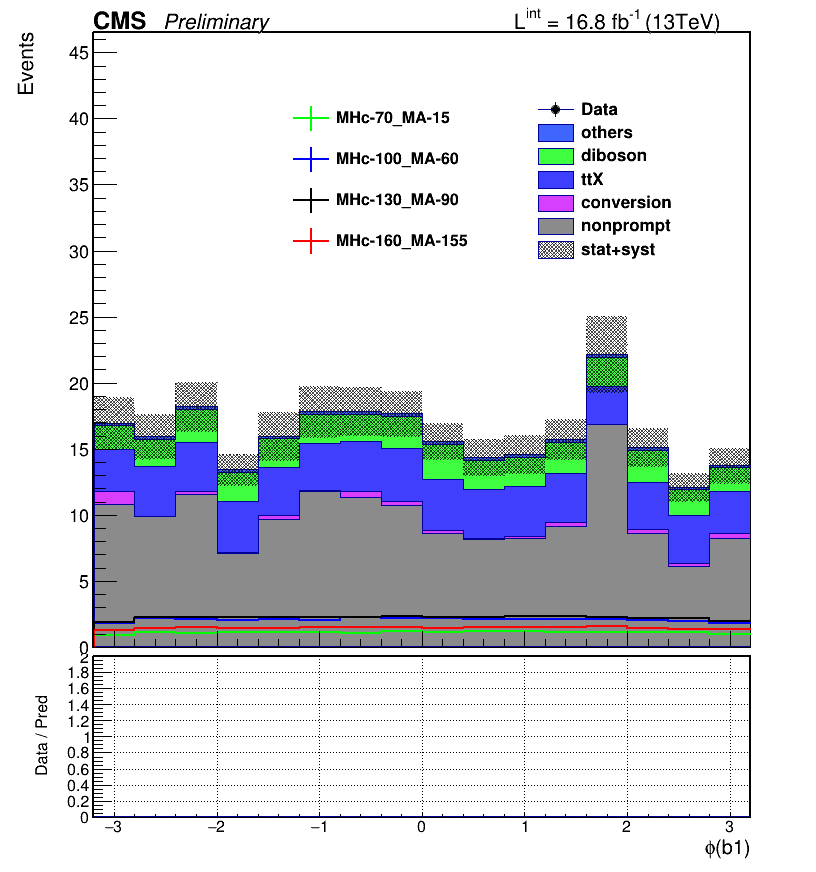 CMS Preliminary L^int = 16.8 fb^-1 (13TeV)
Events
45
40
35
30
25
20
15
10
5
0
MHc-70_MA-15
MHc-100_MA-60
MHc-130_MA-90
MHc-160_MA-155
Data
others
diboson
ttX
conversion
nonprompt
stat+syst
Data / Pred
2
1.8
1.6
1.4
1.2
1
0.8
0.6
0.4
0.2
0
−3 −2 −1 0 1 2 3
ϕ(b1)